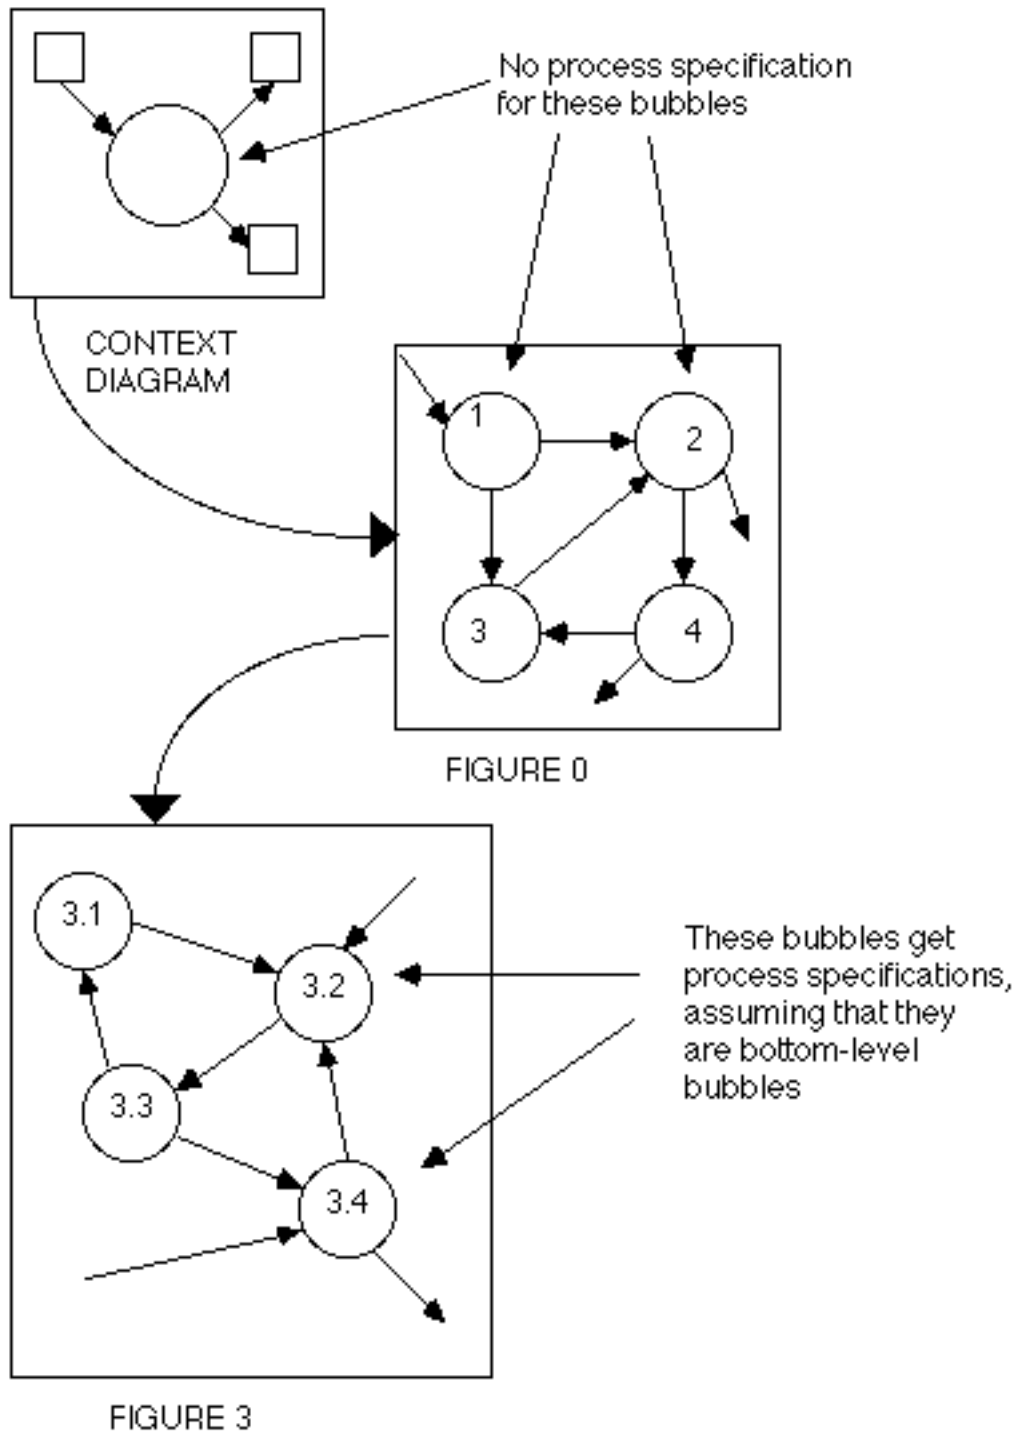 No process specification
for these bubbles
CONTEXT
DIAGRAM
1
2
3
4
FIGURE 0
3.1
3.2
3.3
3.4
These bubbles get
process specifications,
assuming that they
are bottom-level
bubbles
FIGURE 3